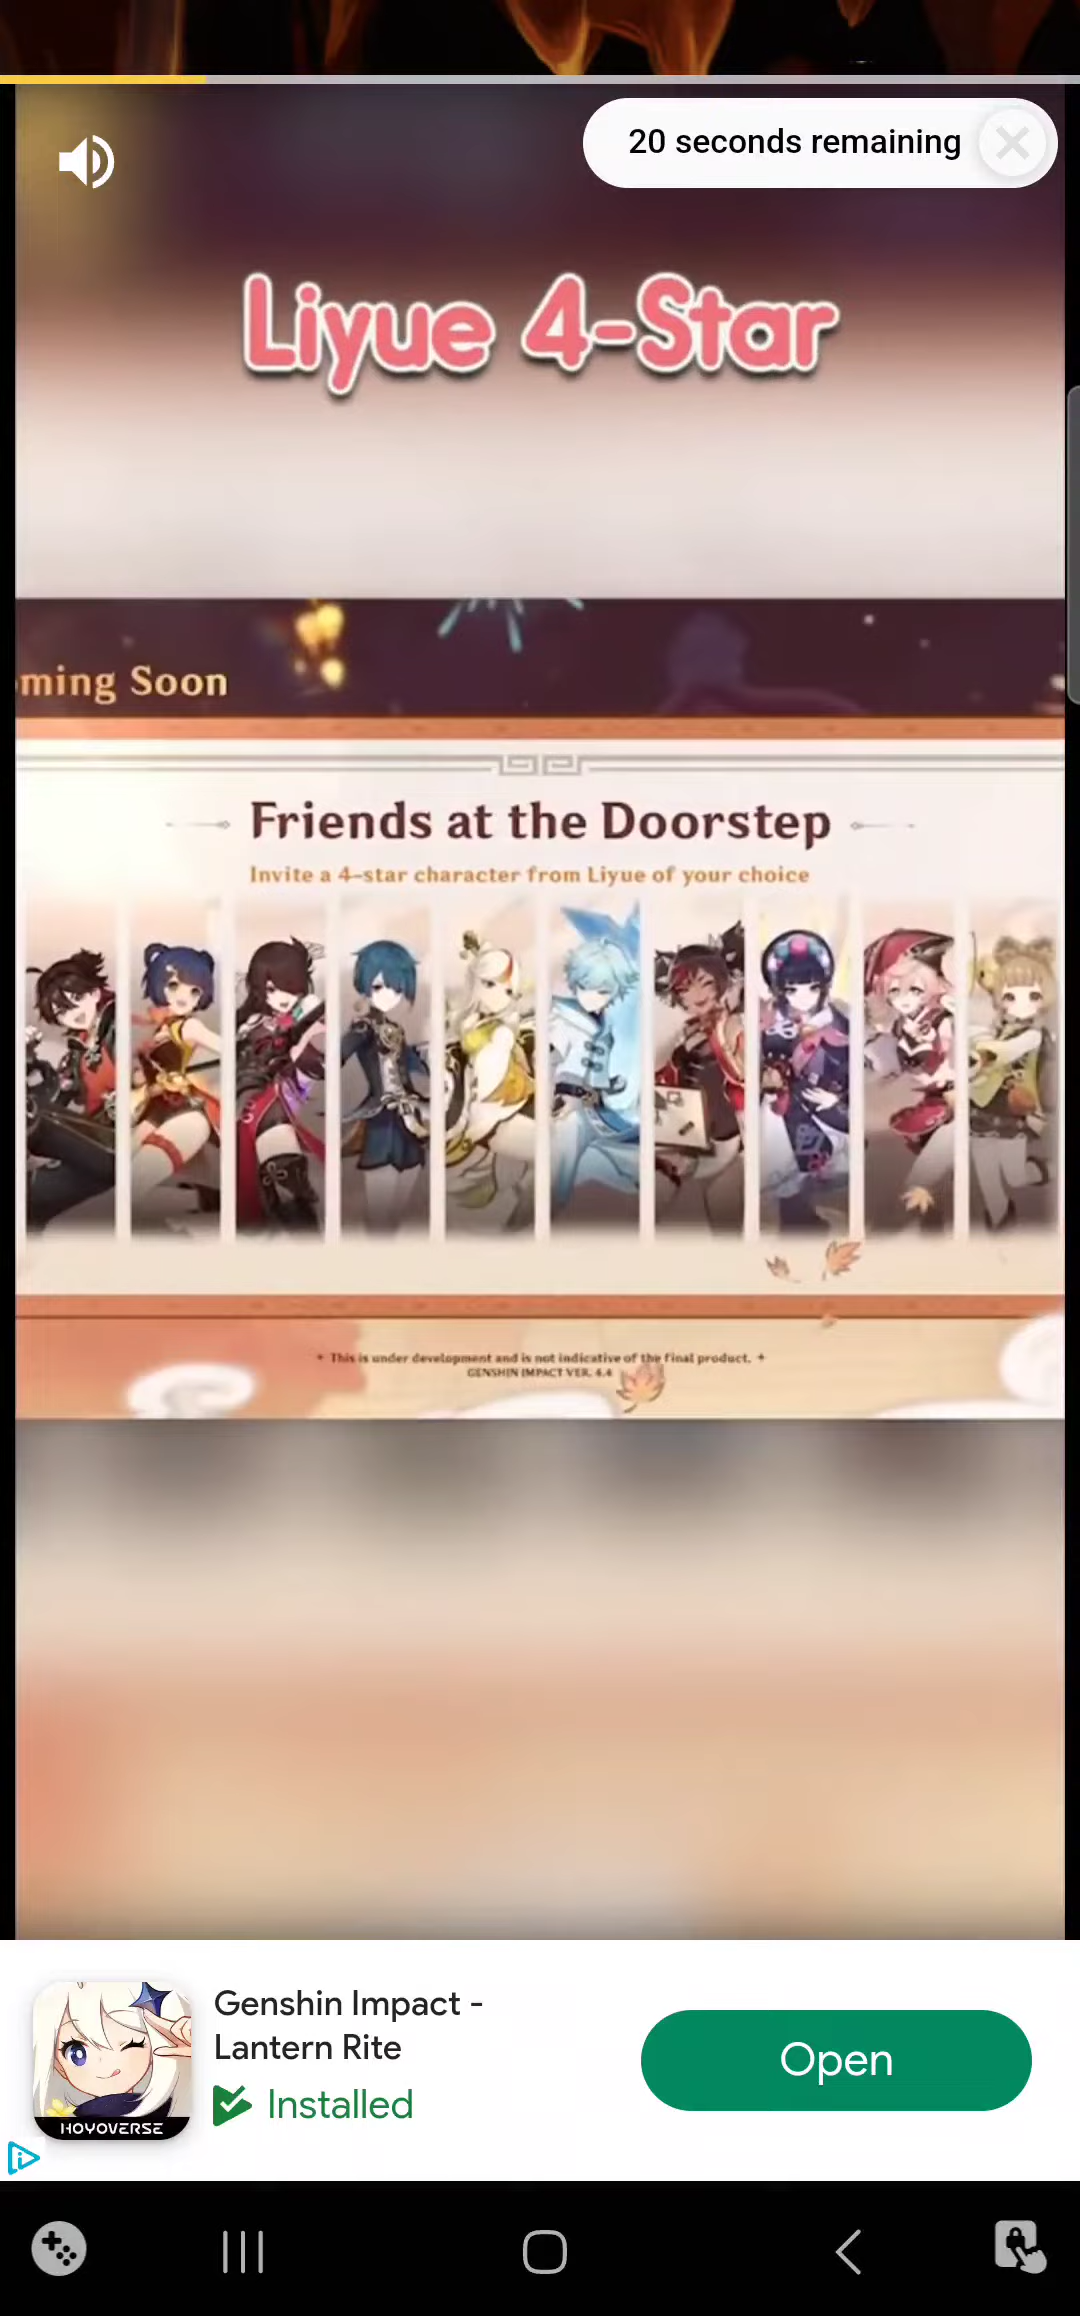 20 seconds remaining
Liyue 4-Star
ming Soon
Friends at the Doorstep
Invite a 4-star character from Liyue of your choice
✦ This is under development and is not indicative of the final product. ✦
GENSHIN IMPACT VER. 4.4
Genshin Impact -
Lantern Rite
Installed
HOYOVERSE
Open